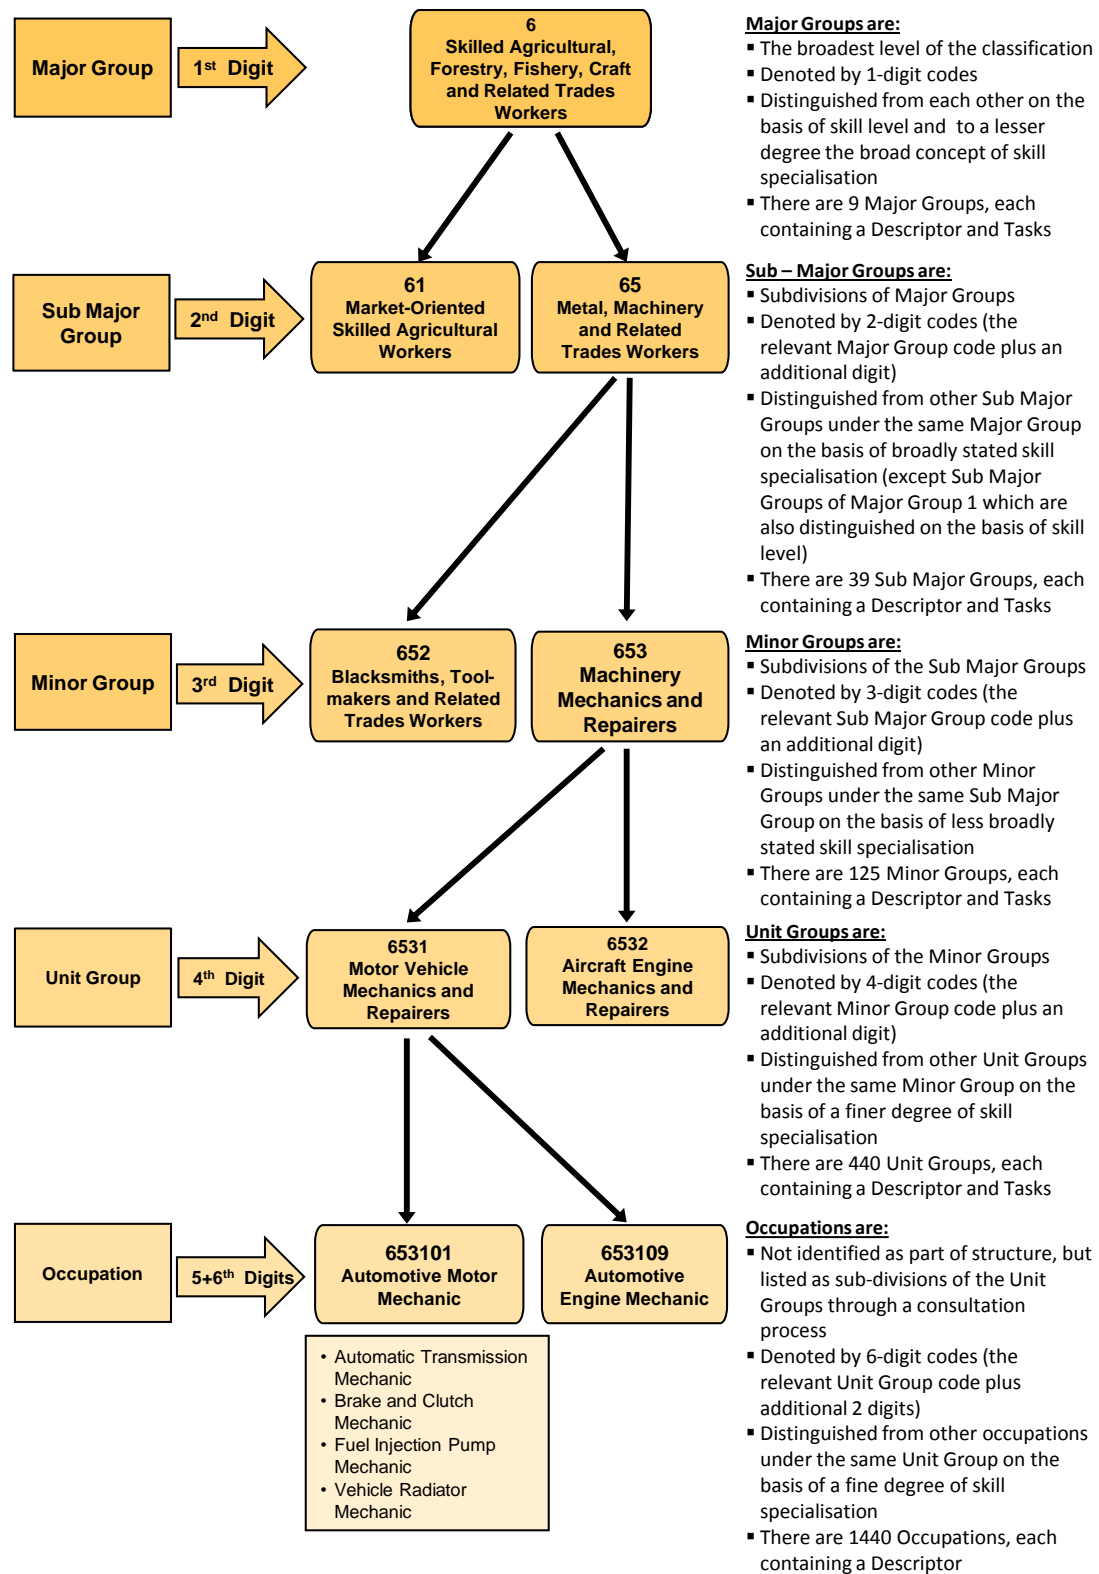 Major Group
1st Digit
6
Skilled Agricultural,
Forestry, Fishery, Craft
and Related Trades
Workers
Major Groups are:
▪ The broadest level of the classification
▪ Denoted by 1-digit codes
▪ Distinguished from each other on the
basis of skill level and to a lesser
degree the broad concept of skill
specialisation
▪ There are 9 Major Groups, each
containing a Descriptor and Tasks
Sub Major
Group
2nd Digit
61
Market-Oriented
Skilled Agricultural
Workers
65
Metal, Machinery
and Related
Trades Workers
Sub – Major Groups are:
▪ Subdivisions of Major Groups
▪ Denoted by 2-digit codes (the
relevant Major Group code plus an
additional digit)
▪ Distinguished from other Sub Major
Groups under the same Major Group
on the basis of broadly stated skill
specialisation (except Sub Major
Groups of Major Group 1 which are
also distinguished on the basis of skill
level)
▪ There are 39 Sub Major Groups, each
containing a Descriptor and Tasks
Minor Group
3rd Digit
652
Blacksmiths, Tool-
makers and Related
Trades Workers
653
Machinery
Mechanics and
Repairers
Minor Groups are:
▪ Subdivisions of the Sub Major Groups
▪ Denoted by 3-digit codes (the
relevant Sub Major Group code plus
an additional digit)
▪ Distinguished from other Minor
Groups under the same Sub Major
Group on the basis of less broadly
stated skill specialisation
▪ There are 125 Minor Groups, each
containing a Descriptor and Tasks
Unit Group
4th Digit
6531
Motor Vehicle
Mechanics and
Repairers
6532
Aircraft Engine
Mechanics and
Repairers
Unit Groups are:
▪ Subdivisions of the Minor Groups
▪ Denoted by 4-digit codes (the
relevant Minor Group code plus an
additional digit)
▪ Distinguished from other Unit Groups
under the same Minor Group on the
basis of a finer degree of skill
specialisation
▪ There are 440 Unit Groups, each
containing a Descriptor and Tasks
Occupation
5+6th Digits
653101
Automotive Motor
Mechanic
653109
Automotive
Engine Mechanic
• Automatic Transmission
Mechanic
• Brake and Clutch
Mechanic
• Fuel Injection Pump
Mechanic
• Vehicle Radiator
Mechanic
Occupations are:
▪ Not identified as part of structure, but
listed as sub-divisions of the Unit
Groups through a consultation
process
▪ Denoted by 6-digit codes (the
relevant Unit Group code plus
additional 2 digits)
▪ Distinguished from other occupations
under the same Unit Group on the
basis of a fine degree of skill
specialisation
▪ There are 1440 Occupations, each
containing a Descriptor